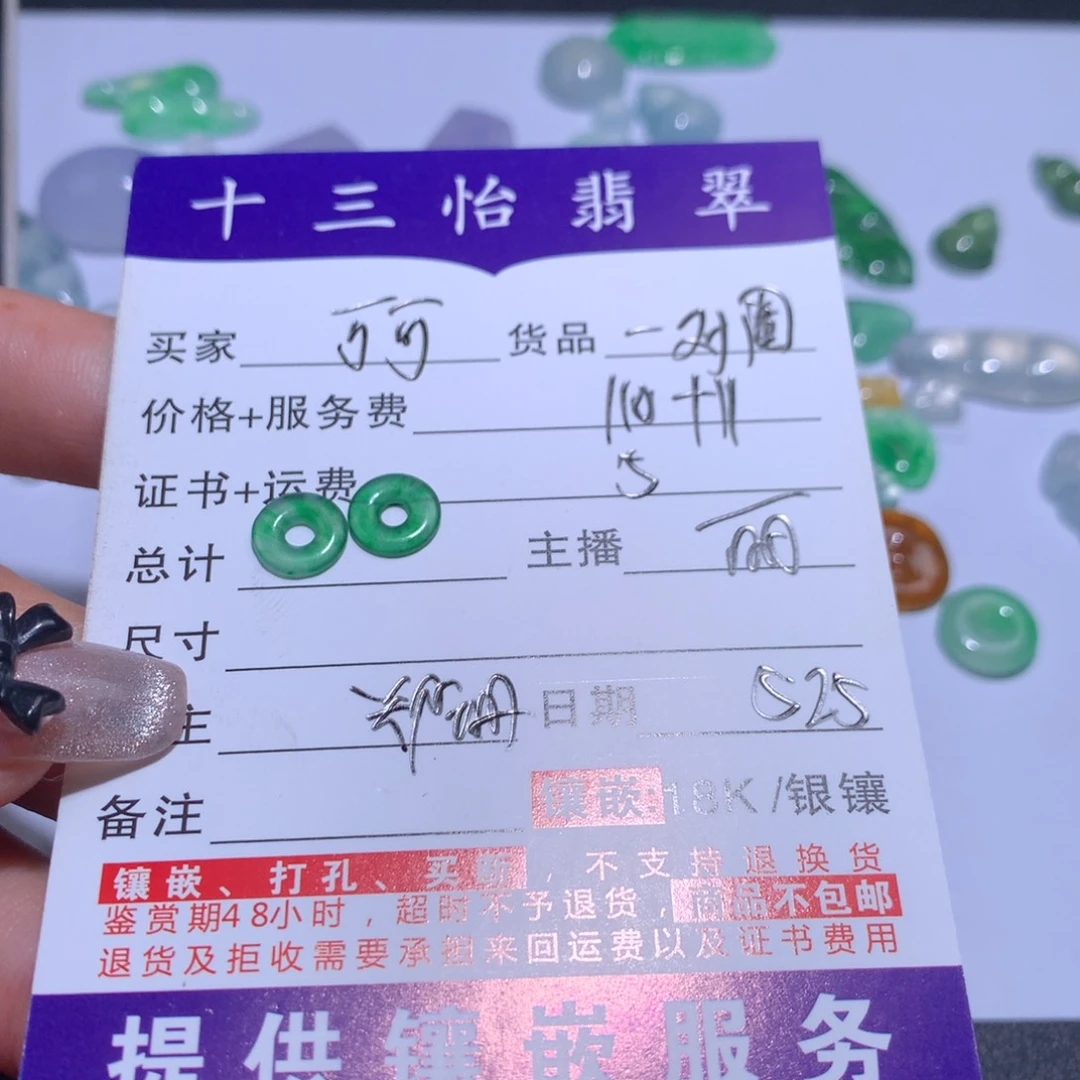 十三怡翡翠
买家 货品 一对圆
价格+服务费 110+11
证书+运费 5
总计 主播
尺寸
主 日期 525
备注 镶嵌:18K/银镶
镶嵌、打孔、买断,不支持退换货
鉴赏期48小时,超时不予退货,商品不包邮
退货及拒收需要承担来回运费以及证书费用
提供镶嵌服务